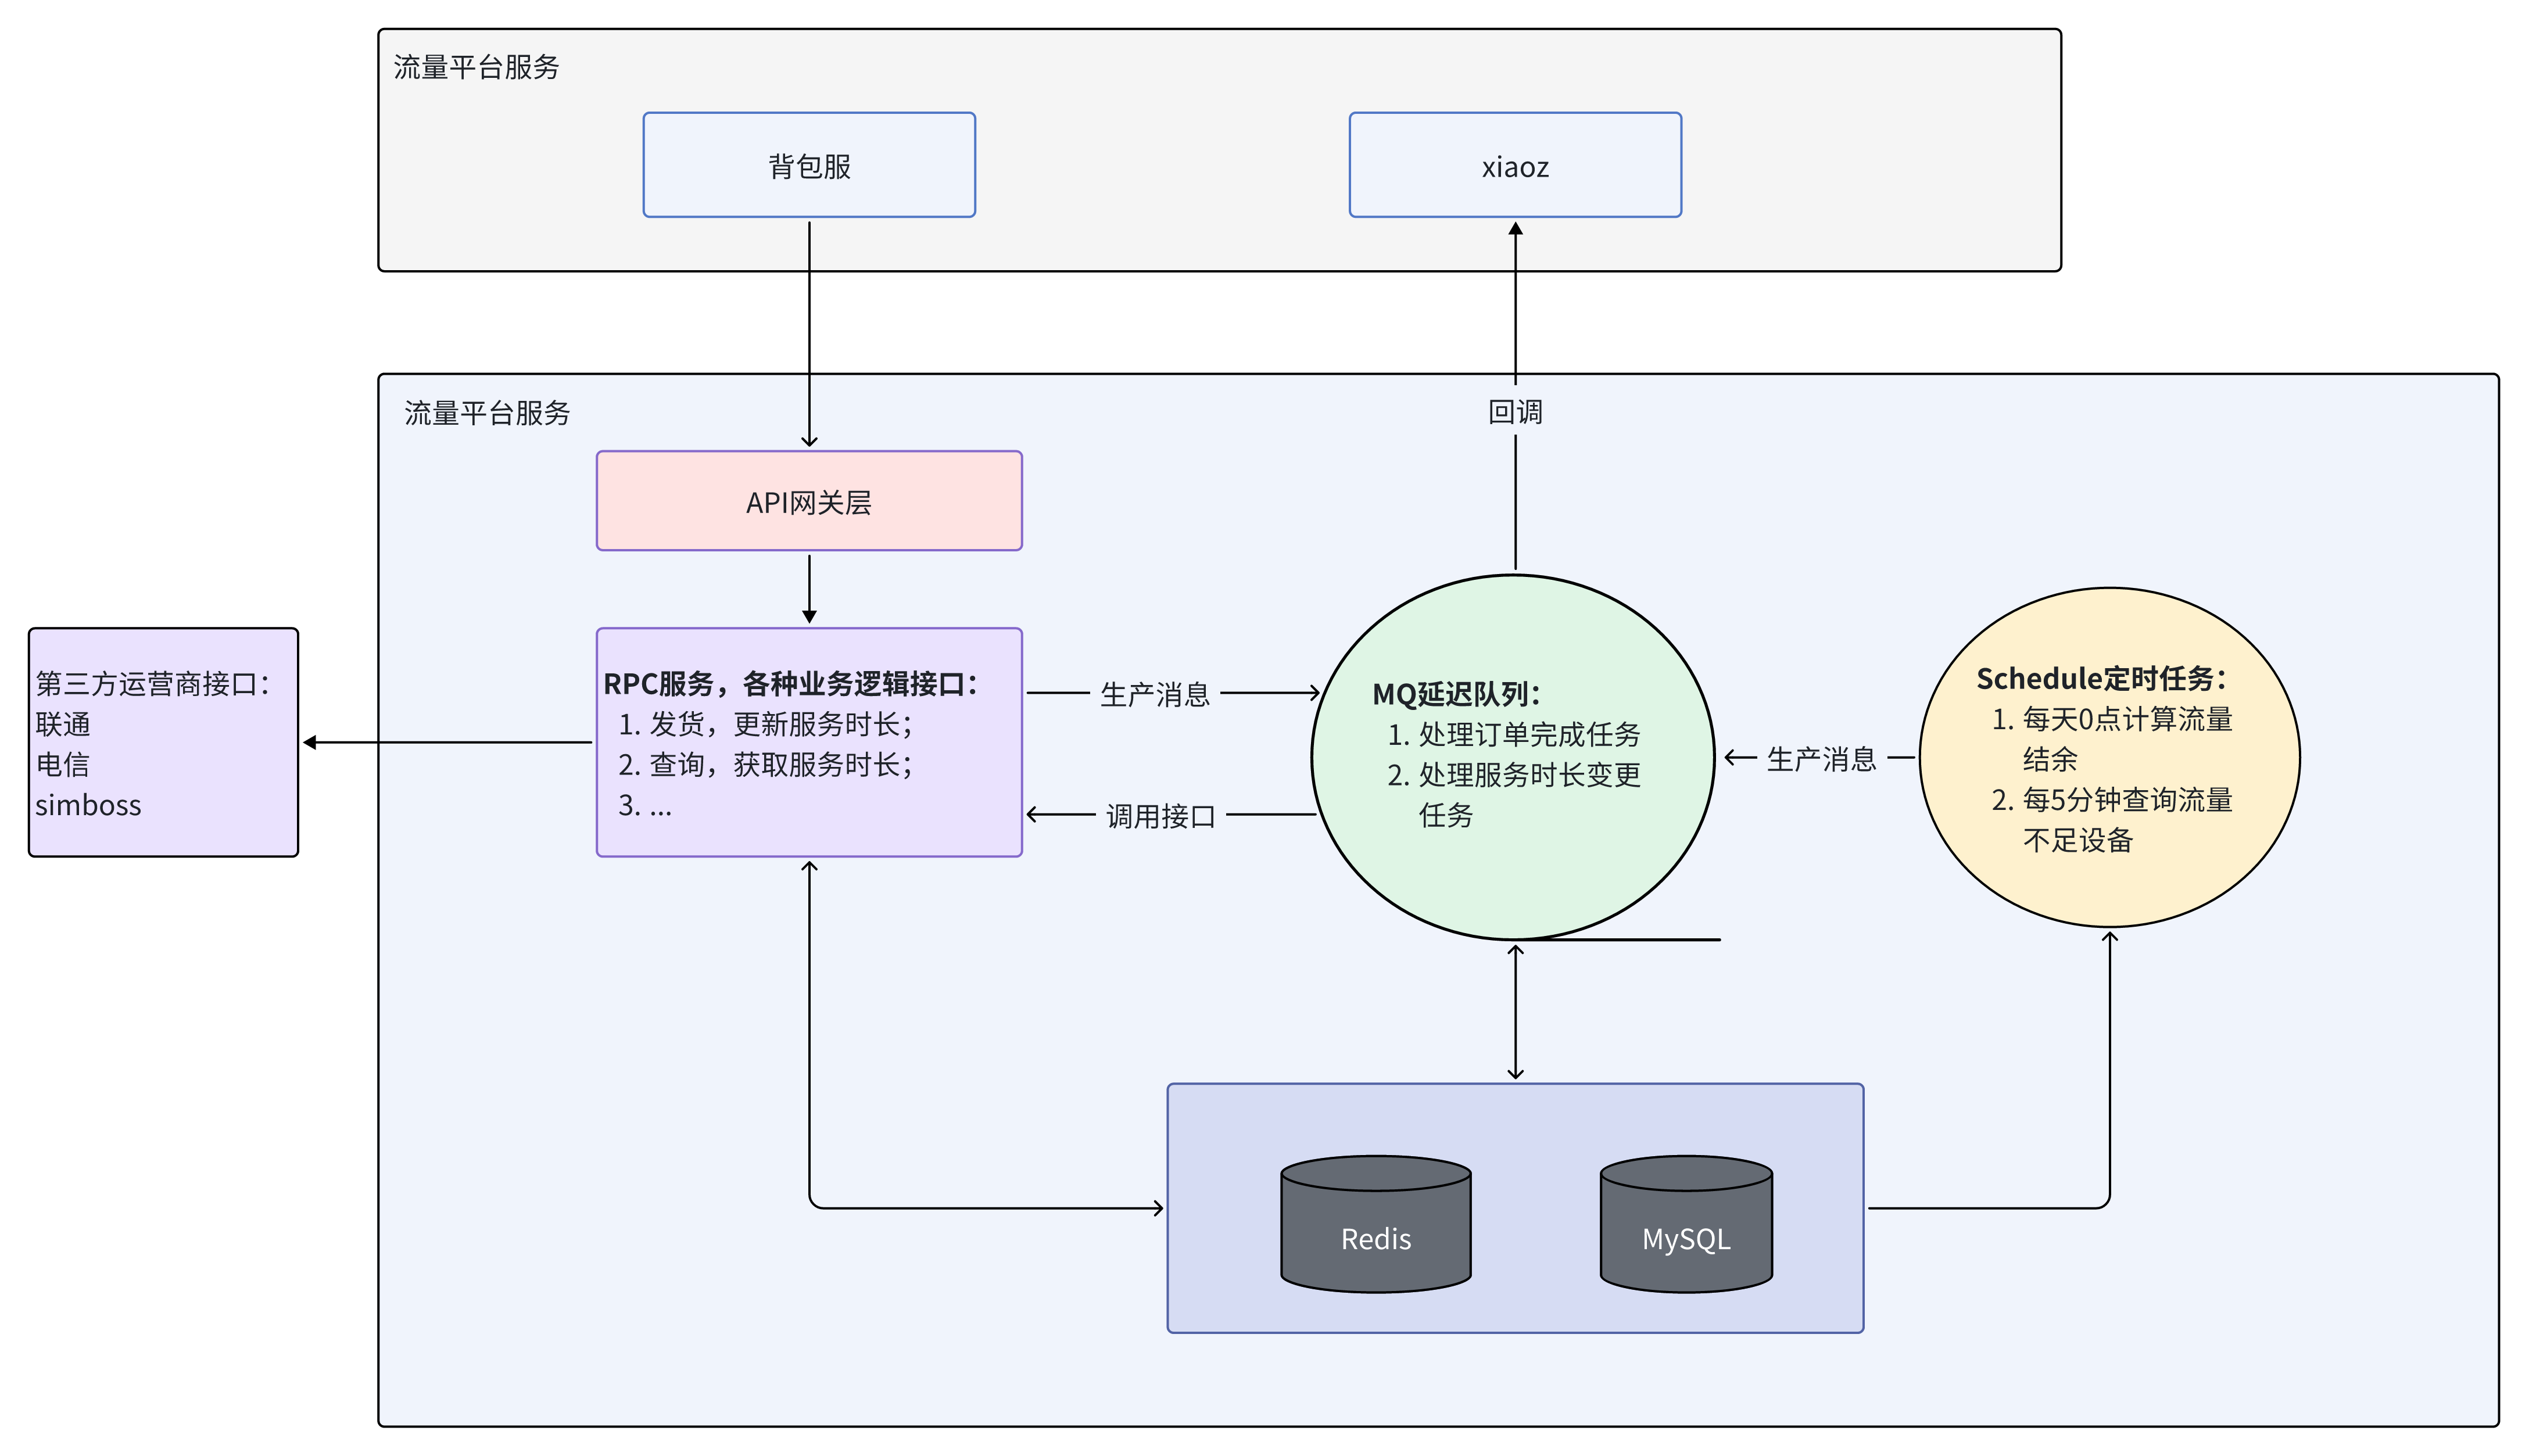 流量平台服务
背包服
xiaoz
流量平台服务
回调
API网关层
第三方运营商接口：
联通
电信
simboss
RPC服务，各种业务逻辑接口：
1. 发货，更新服务时长；
2. 查询，获取服务时长；
3. ...
生产消息
调用接口
MQ延迟队列：
1. 处理订单完成任务
2. 处理服务时长变更
任务
生产消息
Schedule定时任务：
1. 每天0点计算流量
结余
2. 每5分钟查询流量
不足设备
Redis
MySQL